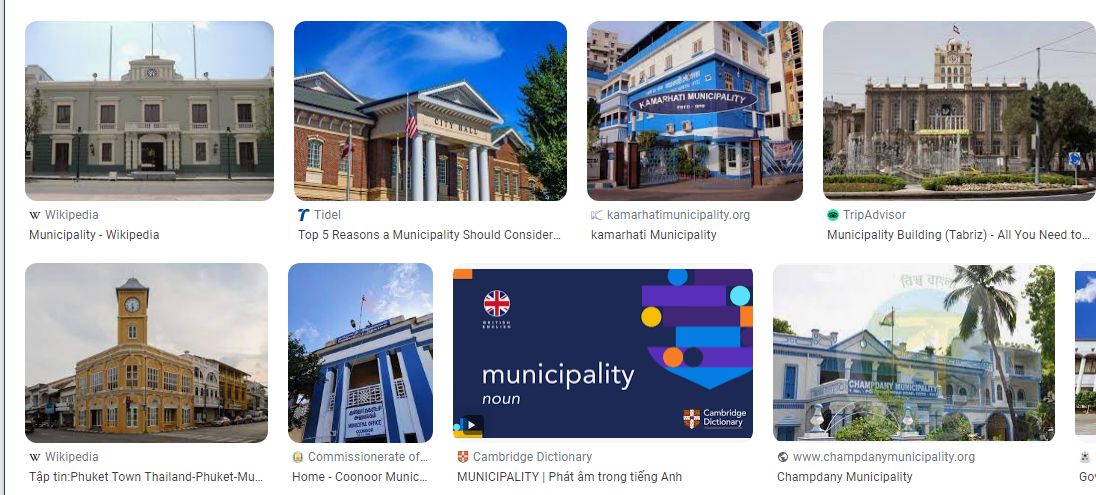 CITY HALL
KAMARHATI MUNICIPALITY
Wikipedia
Municipality - Wikipedia
Tidel
Top 5 Reasons a Municipality Should Consider...
kamarhatimunicipality.org
kamarhati Municipality
TripAdvisor
Municipality Building (Tabriz) - All You Need to...
MUNICIPAL OFFICE
COONOOR
BRITISH
ENGLISH
municipality
noun
Cambridge
Dictionary
CHAMPDANY MUNICIPALITY
Wikipedia
Tập tin:Phuket Town Thailand-Phuket-Mu...
Commissionerate of...
Home - Coonoor Munic...
Cambridge Dictionary
MUNICIPALITY | Phát âm trong tiếng Anh
www.champdanymunicipality.org
Champdany Municipality